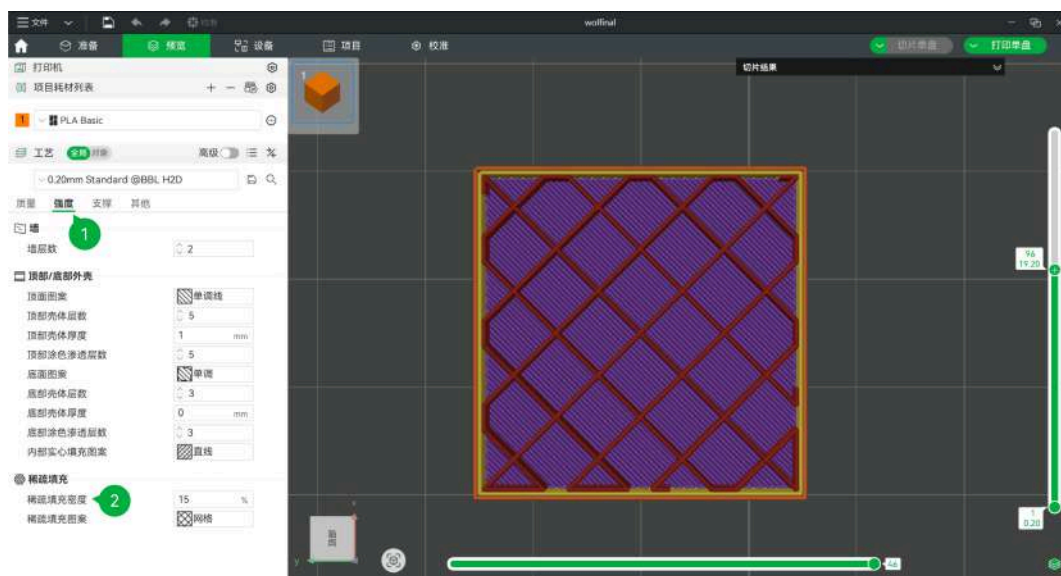 文件
wolfinal
准备
预览
设备
项目
校准
切片单盘
打印单盘
打印机
项目耗材列表
1
PLA Basic
工艺 全局 对象 高级
0.20mm Standard @BBL H2D
质量 强度 支撑 其他
1
墙
墙层数 2
顶部/底部外壳
顶面图案 单调线
顶部壳体层数 5
顶部壳体厚度 1 mm
顶部涂色渗透层数 5
底面图案 单调
底部壳体层数 3
底部壳体厚度 0 mm
底部涂色渗透层数 3
内部实心填充图案 直线
稀疏填充
稀疏填充密度 2 15 %
稀疏填充图案 网格
1
切片结果
96
19.20
1
0.20
y
46